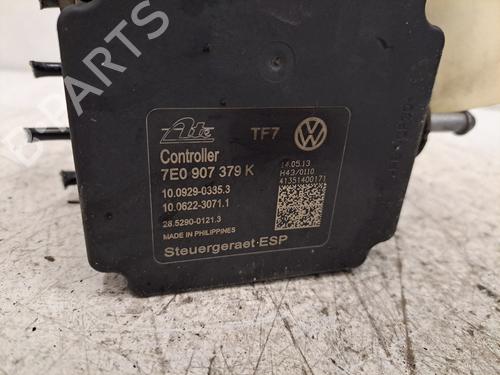 B-PARTS
Ate
TF7
Controller
7E0 907 379 K
14.05.13
H43/0110
41351400171
10.0929-0335.3
10.0622-3071.1
28.5290-0121.3
MADE IN PHILIPPINES
Steuergeraet-ESP